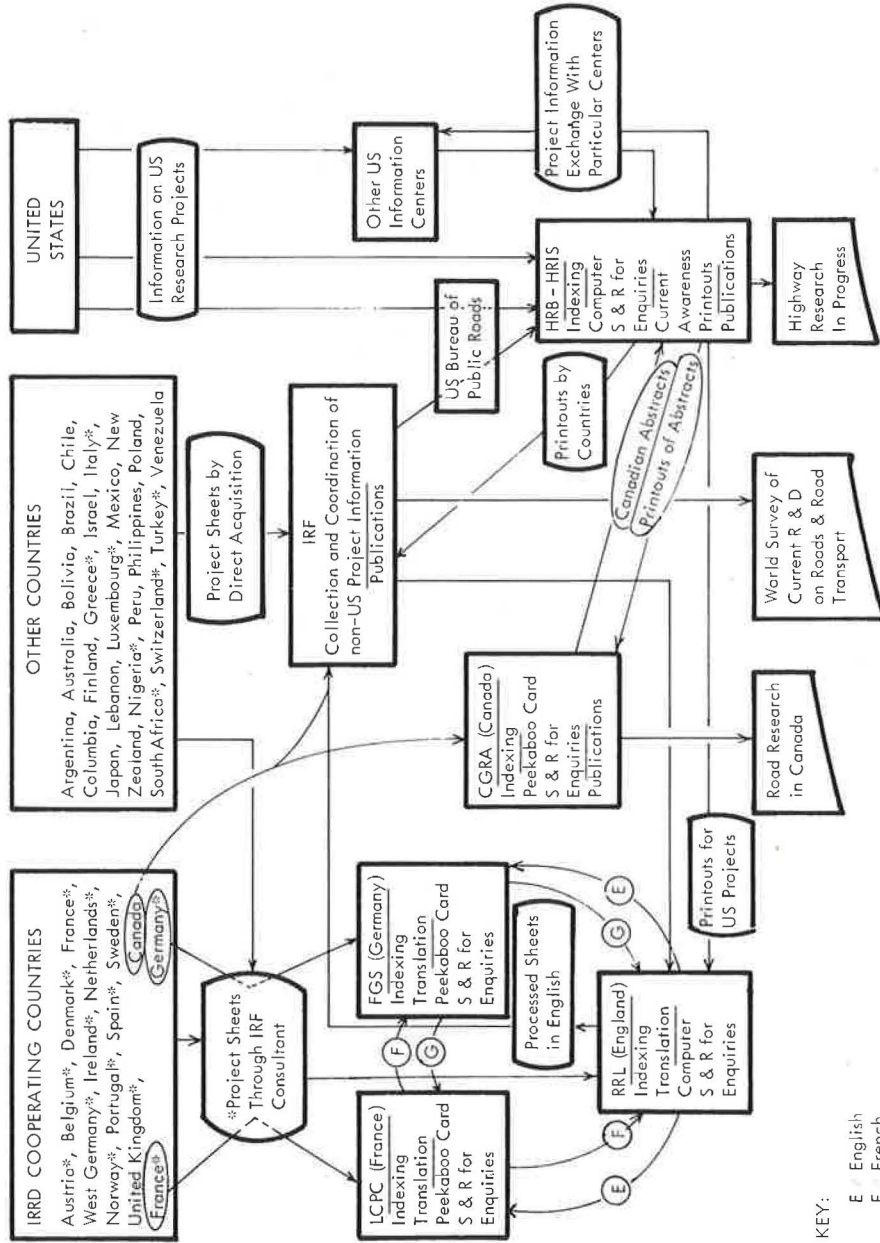 IRRD COOPERATING COUNTRIES
Austria*, Belgium*, Denmark*, France*,
West Germany*, Ireland*, Netherlands*,
Norway*, Portugal*, Spain*, Sweden*,
United Kingdom*,
Canada
France*
Germany*
OTHER COUNTRIES
Argentina, Australia, Bolivia, Brazil, Chile,
Columbia, Finland, Greece*, Israel, Italy*,
Japan, Lebanon, Luxembourg*, Mexico, New
Zealand, Nigeria*, Peru, Philippines, Poland,
South Africa*, Switzerland*, Turkey*, Venezuela
UNITED
STATES
Information on US
Research Projects
Project Sheets by
Direct Acquisition
*Project Sheets
Through IRF
Consultant
Other US
Information
Centers
IRF
Collection and Coordination of
non-US Project Information
Publications
US Bureau of
Public Roads
Project Information
Exchange With
Particular Centers
LCPC (France)
Indexing
Translation
Peekaboo Card
S & R for
Enquiries
F
G
FGS (Germany)
Indexing
Translation
Peekaboo Card
S & R for
Enquiries
CGRA (Canada)
Indexing
Peekaboo Card
S & R for
Enquiries
Publications
Printouts by
Countries
Canadian Abstracts
Printouts of Abstracts
HRB - HRIS
Indexing
Computer
S & R for
Enquiries
Current
Awareness
Printouts
Publications
Processed Sheets
in English
G
E
E
F
RRL (England)
Indexing
Translation
Computer
S & R for
Enquiries
Printouts for
US Projects
Road Research
in Canada
World Survey of
Current R & D
on Roads & Road
Transport
Highway
Research
In Progress
KEY:
E English
F French